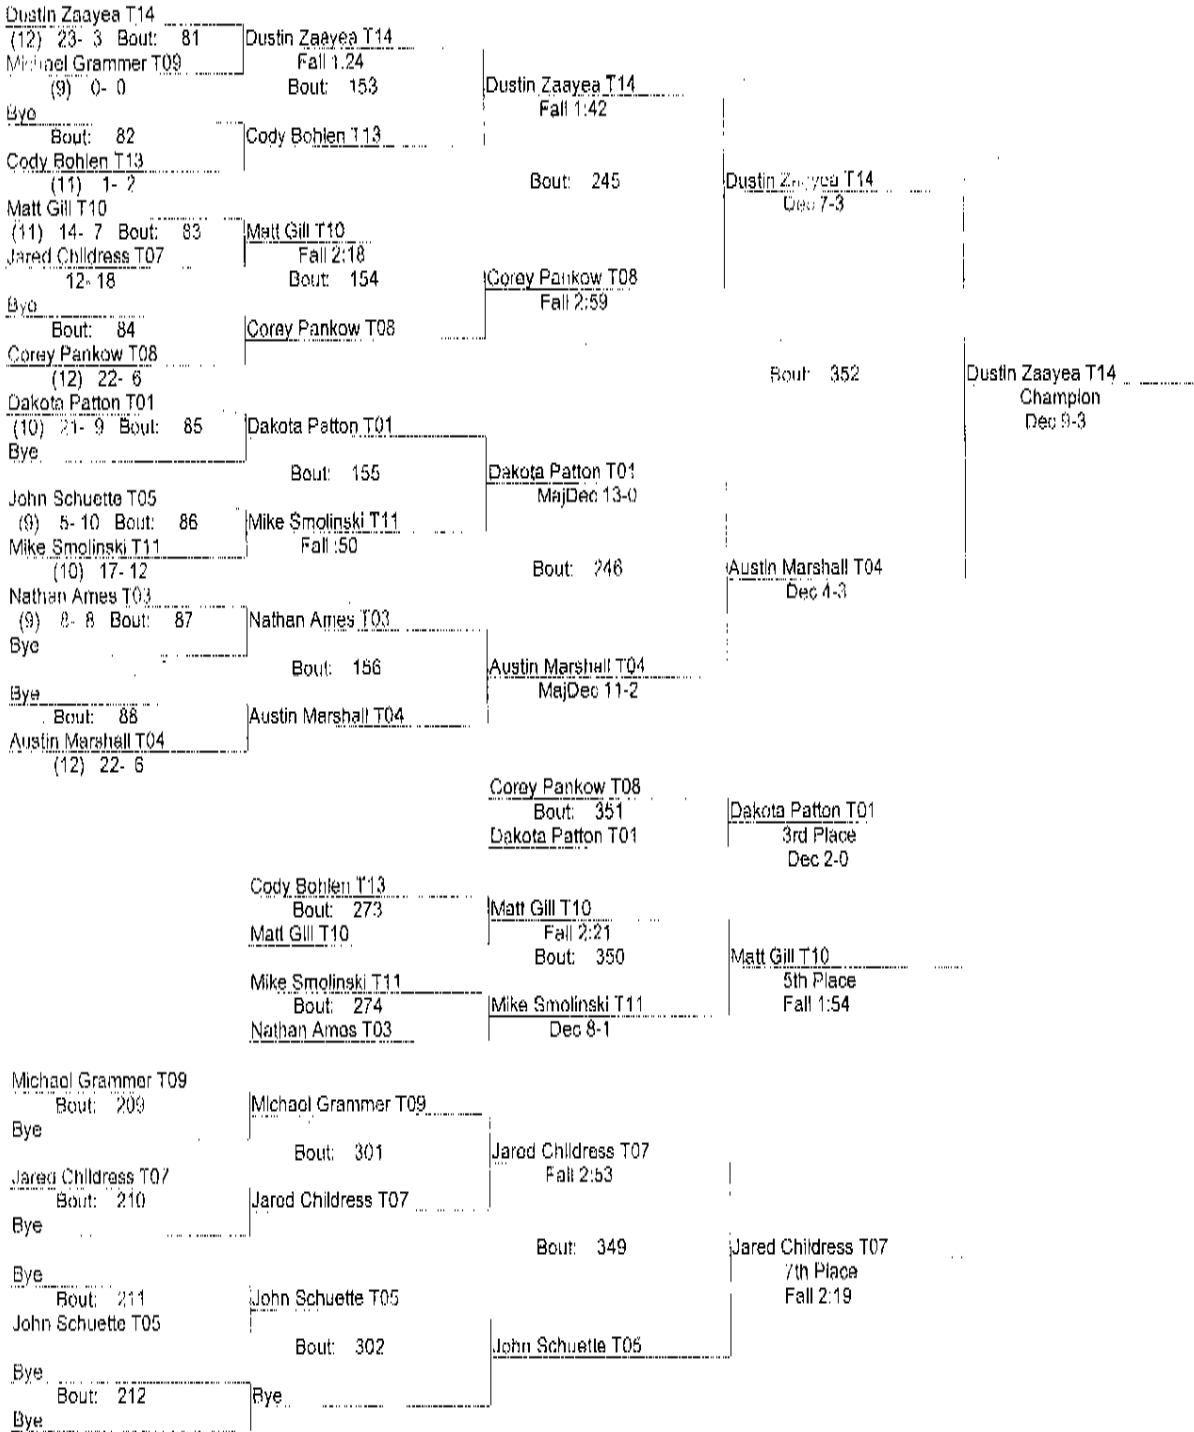 Dustin Zaayea T14
(12) 23- 3 Bout: 81
Dustin Zaayea T14
Michael Grammer T09
Fall 1:24
(9) 0- 0
Bout: 153
Dustin Zaayea T14
Fall 1:42
Bye
Bout: 82
Cody Bohlen T13
Cody Bohlen T13
(11) 1- 2
Bout: 245
Dustin Zaayea T14
Dec 7-3
Matt Gill T10
(11) 14- 7 Bout: 83
Matt Gill T10
Jared Childress T07
Fall 2:18
12- 18
Bout: 154
Corey Pankow T08
Fall 2:59
Bye
Bout: 84
Corey Pankow T08
Corey Pankow T08
(12) 22- 6
Bout: 352
Dustin Zaayea T14
Champion
Dec 9-3
Dakota Patton T01
(10) 21- 9 Bout: 85
Dakota Patton T01
Bye
Bout: 155
Dakota Patton T01
MajDec 13-0
John Schuette T05
(9) 5- 10 Bout: 86
Mike Smolinski T11
Mike Smolinski T11
Fall :50
(10) 17- 12
Bout: 246
Austin Marshall T04
Dec 4-3
Nathan Ames T03
(9) 8- 8 Bout: 87
Nathan Ames T03
Bye
Bout: 156
Austin Marshall T04
MajDec 11-2
Bye
Bout: 88
Austin Marshall T04
Austin Marshall T04
(12) 22- 6
Corey Pankow T08
Bout: 351
Dakota Patton T01
Dakota Patton T01
3rd Place
Dec 2-0
Cody Bohlen T13
Bout: 273
Matt Gill T10
Matt Gill T10
Fall 2:21
Bout: 350
Matt Gill T10
5th Place
Fall 1:54
Mike Smolinski T11
Bout: 274
Mike Smolinski T11
Nathan Ames T03
Dec 8-1
Michael Grammer T09
Bout: 209
Michael Grammer T09
Bye
Bout: 301
Jared Childress T07
Fall 2:53
Jared Childress T07
Bout: 210
Jared Childress T07
Bye
Bout: 349
Jared Childress T07
7th Place
Fall 2:19
Bye
Bout: 211
John Schuette T05
John Schuette T05
Bout: 302
John Schuette T05
Bye
Bout: 212
Bye
Bye